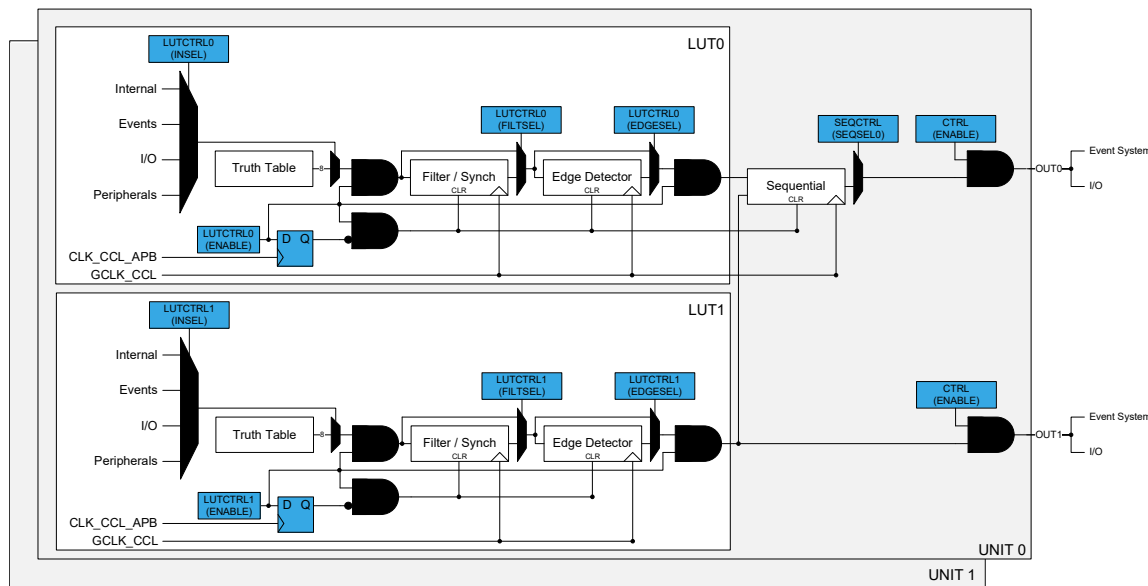 LUT0
LUTCTRL0
(INSEL)
Internal
Events
I/O
Peripherals
Truth Table
8
LUTCTRL0
(FILTSEL)
LUTCTRL0
(EDGESEL)
Filter / Synch
CLR
Edge Detector
CLR
LUTCTRL0
(ENABLE)
D Q
CLK_CCL_APB
GCLK_CCL
SEQCTRL
(SEQSEL0)
Sequential
CLR
CTRL
(ENABLE)
OUT0
Event System
I/O
LUT1
LUTCTRL1
(INSEL)
Internal
Events
I/O
Peripherals
Truth Table
8
LUTCTRL1
(FILTSEL)
LUTCTRL1
(EDGESEL)
Filter / Synch
CLR
Edge Detector
CLR
LUTCTRL1
(ENABLE)
D Q
CLK_CCL_APB
GCLK_CCL
CTRL
(ENABLE)
OUT1
Event System
I/O
UNIT 0
UNIT 1